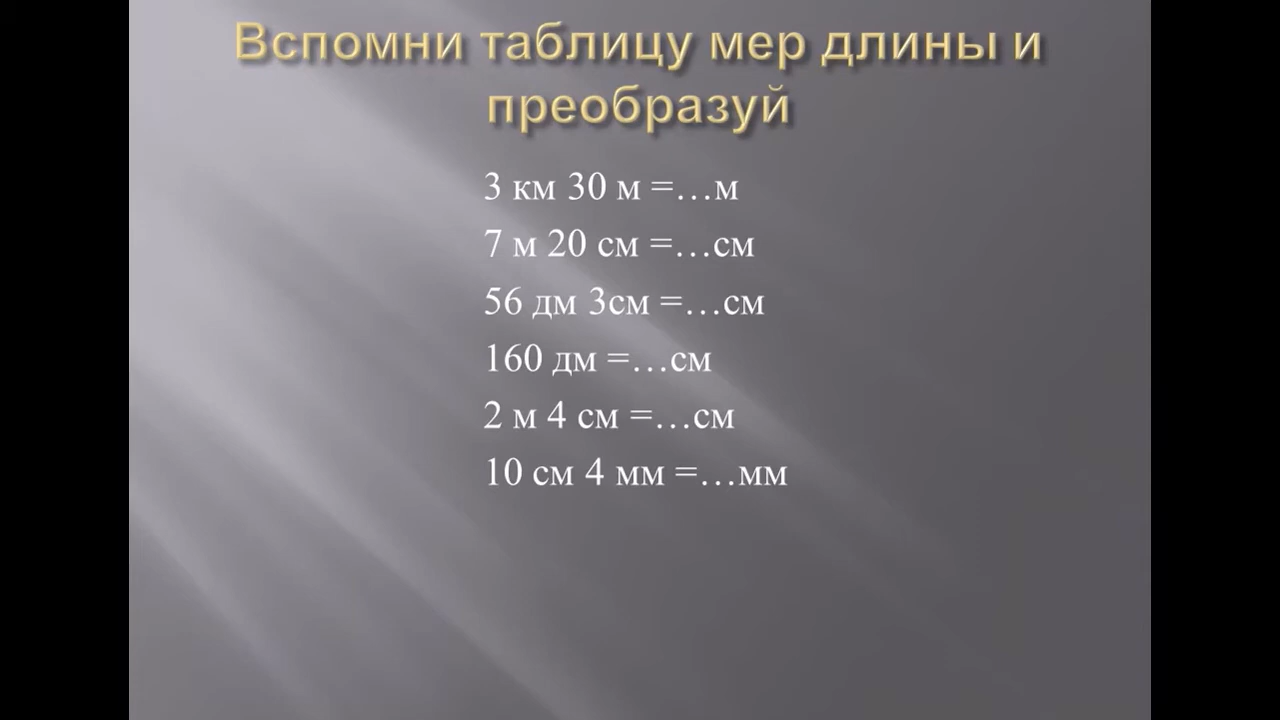 Вспомни таблицу мер длины и
преобразуй
3 км 30 м =…м
7 м 20 см =…см
56 дм 3см =…см
160 дм =…см
2 м 4 см =…см
10 см 4 мм =…мм